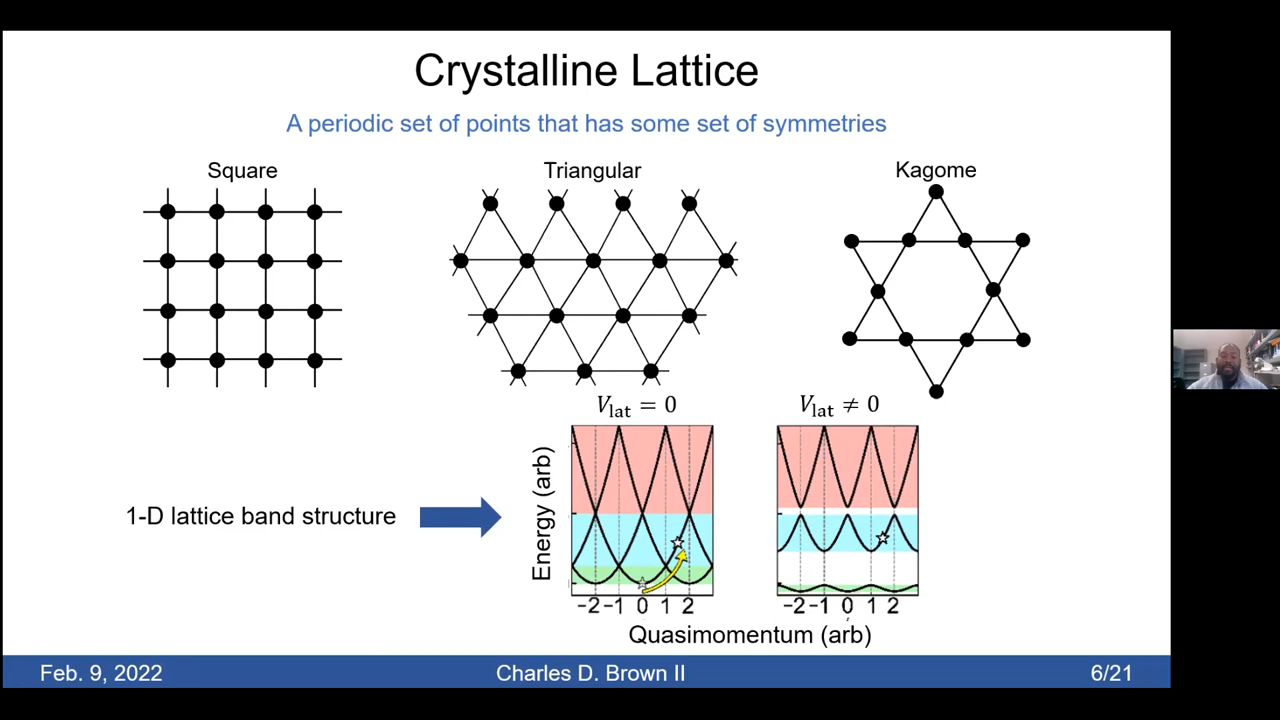 Crystalline Lattice
A periodic set of points that has some set of symmetries
Square
Triangular
Kagome
V_lat = 0
V_lat ≠ 0
1-D lattice band structure
Energy (arb)
−2 −1 0 1 2
−2 −1 0 1 2
Quasimomentum (arb)
Feb. 9, 2022
Charles D. Brown II
6/21